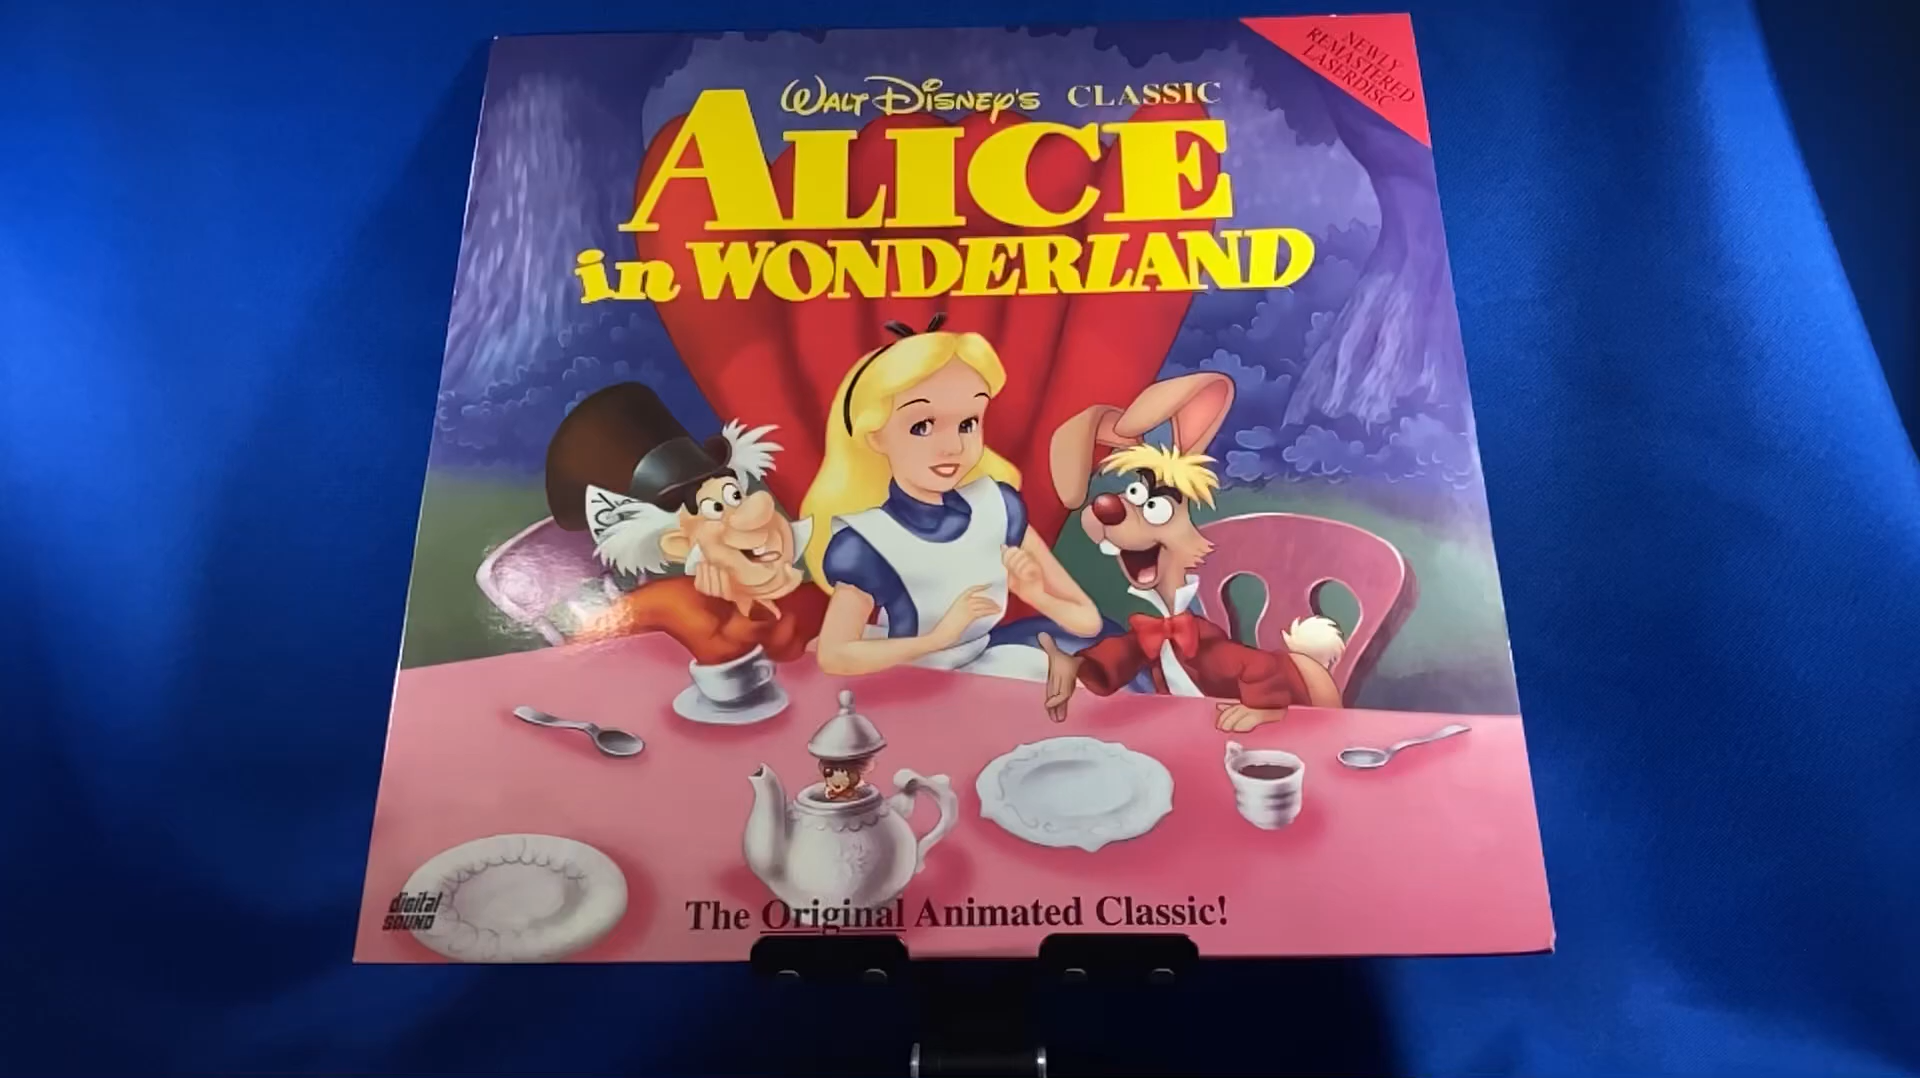 NEWLY
REMASTERED
LASERDISC
WALT DISNEY'S CLASSIC
ALICE
in WONDERLAND
digital
SOUND
The Original Animated Classic!